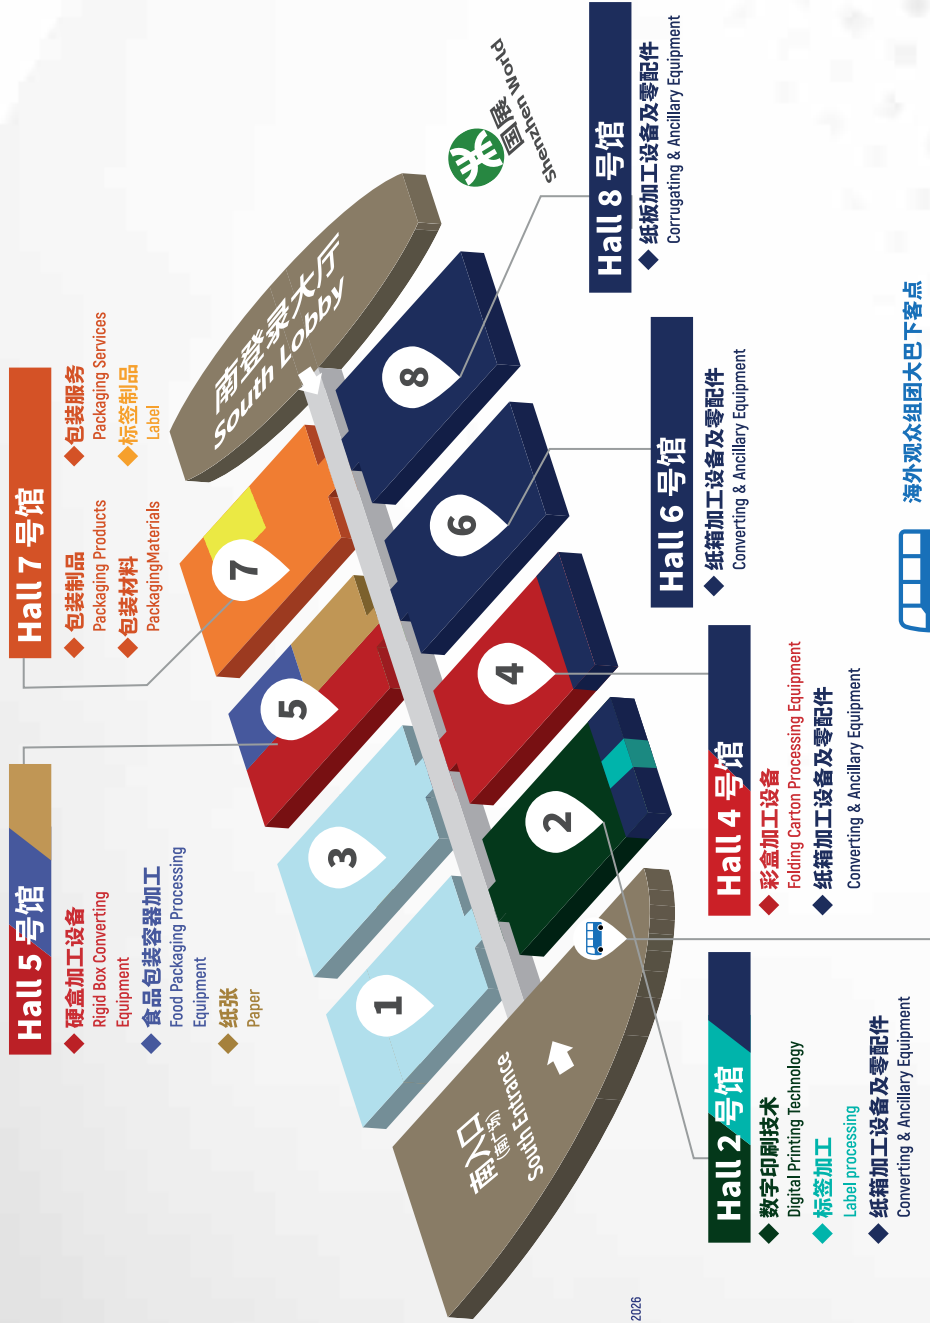 Hall 5 号馆
◆ 硬盒加工设备
Rigid Box Converting
Equipment
◆ 食品包装容器加工
Food Packaging Processing
Equipment
◆ 纸张
Paper
Hall 7 号馆
◆ 包装制品
Packaging Products
◆ 包装服务
Packaging Services
◆ 包装材料
PackagingMaterials
◆ 标签制品
Label
南登录大厅
South Lobby
国展
Shenzhen World
1
3
5
7
2
4
6
8
南入口
(南广场)
South Entrance
Hall 2 号馆
◆ 数字印刷技术
Digital Printing Technology
◆ 标签加工
Label processing
◆ 纸箱加工设备及零配件
Converting & Ancillary Equipment
Hall 4 号馆
◆ 彩盒加工设备
Folding Carton Processing Equipment
◆ 纸箱加工设备及零配件
Converting & Ancillary Equipment
Hall 6 号馆
◆ 纸箱加工设备及零配件
Converting & Ancillary Equipment
Hall 8 号馆
◆ 纸板加工设备及零配件
Corrugating & Ancillary Equipment
海外观众组团大巴下客点
2026